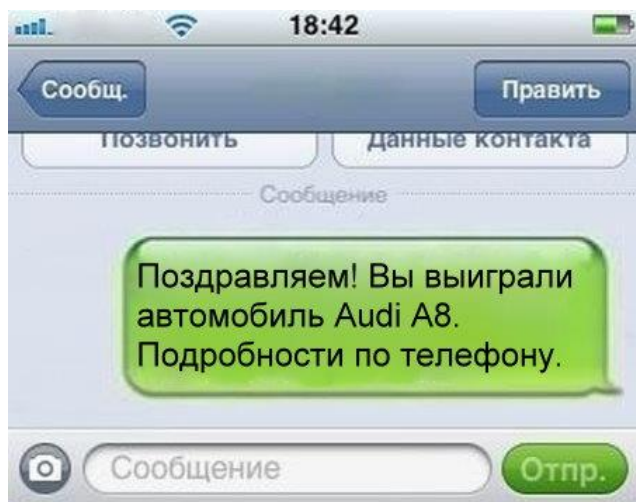 18:42
Сообщ. Править
Позвонить Данные контакта
Сообщение
Поздравляем! Вы выиграли
автомобиль Audi A8.
Подробности по телефону.
Сообщение Отпр.